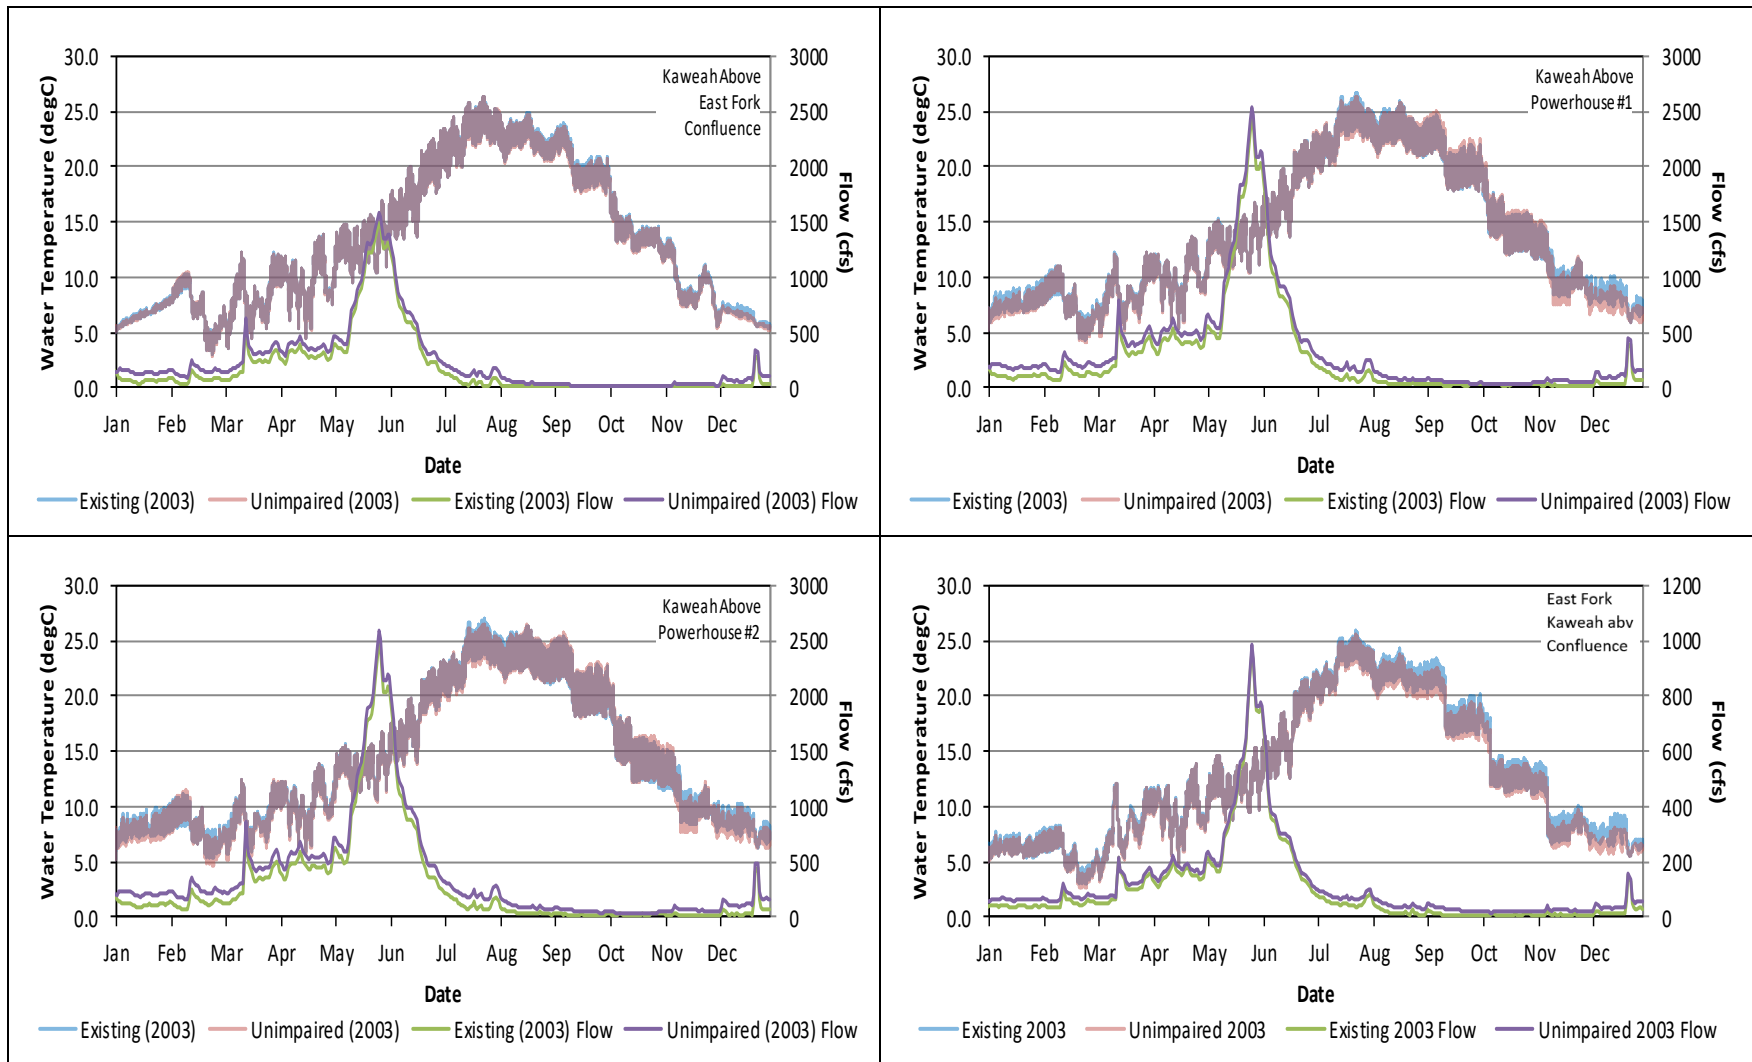 30.0
25.0
20.0
15.0
10.0
5.0
0.0
Water Temperature (degC)
3000
2500
2000
1500
1000
500
0
Flow (cfs)
Kaweah Above
East Fork
Confluence
Jan Feb Mar Apr May Jun Jul Aug Sep Oct Nov Dec
Date
Existing (2003) Unimpaired (2003) Existing (2003) Flow Unimpaired (2003) Flow
30.0
25.0
20.0
15.0
10.0
5.0
0.0
Water Temperature (degC)
3000
2500
2000
1500
1000
500
0
Flow (cfs)
Kaweah Above
Powerhouse #1
Jan Feb Mar Apr May Jun Jul Aug Sep Oct Nov Dec
Date
Existing (2003) Unimpaired (2003) Existing (2003) Flow Unimpaired (2003) Flow
30.0
25.0
20.0
15.0
10.0
5.0
0.0
Water Temperature (degC)
3000
2500
2000
1500
1000
500
0
Flow (cfs)
Kaweah Above
Powerhouse #2
Jan Feb Mar Apr May Jun Jul Aug Sep Oct Nov Dec
Date
Existing (2003) Unimpaired (2003) Existing (2003) Flow Unimpaired (2003) Flow
30.0
25.0
20.0
15.0
10.0
5.0
0.0
Water Temperature (degC)
1200
1000
800
600
400
200
0
Flow (cfs)
East Fork
Kaweah abv
Confluence
Jan Feb Mar Apr May Jun Jul Aug Sep Oct Nov Dec
Date
Existing 2003 Unimpaired 2003 Existing 2003 Flow Unimpaired 2003 Flow